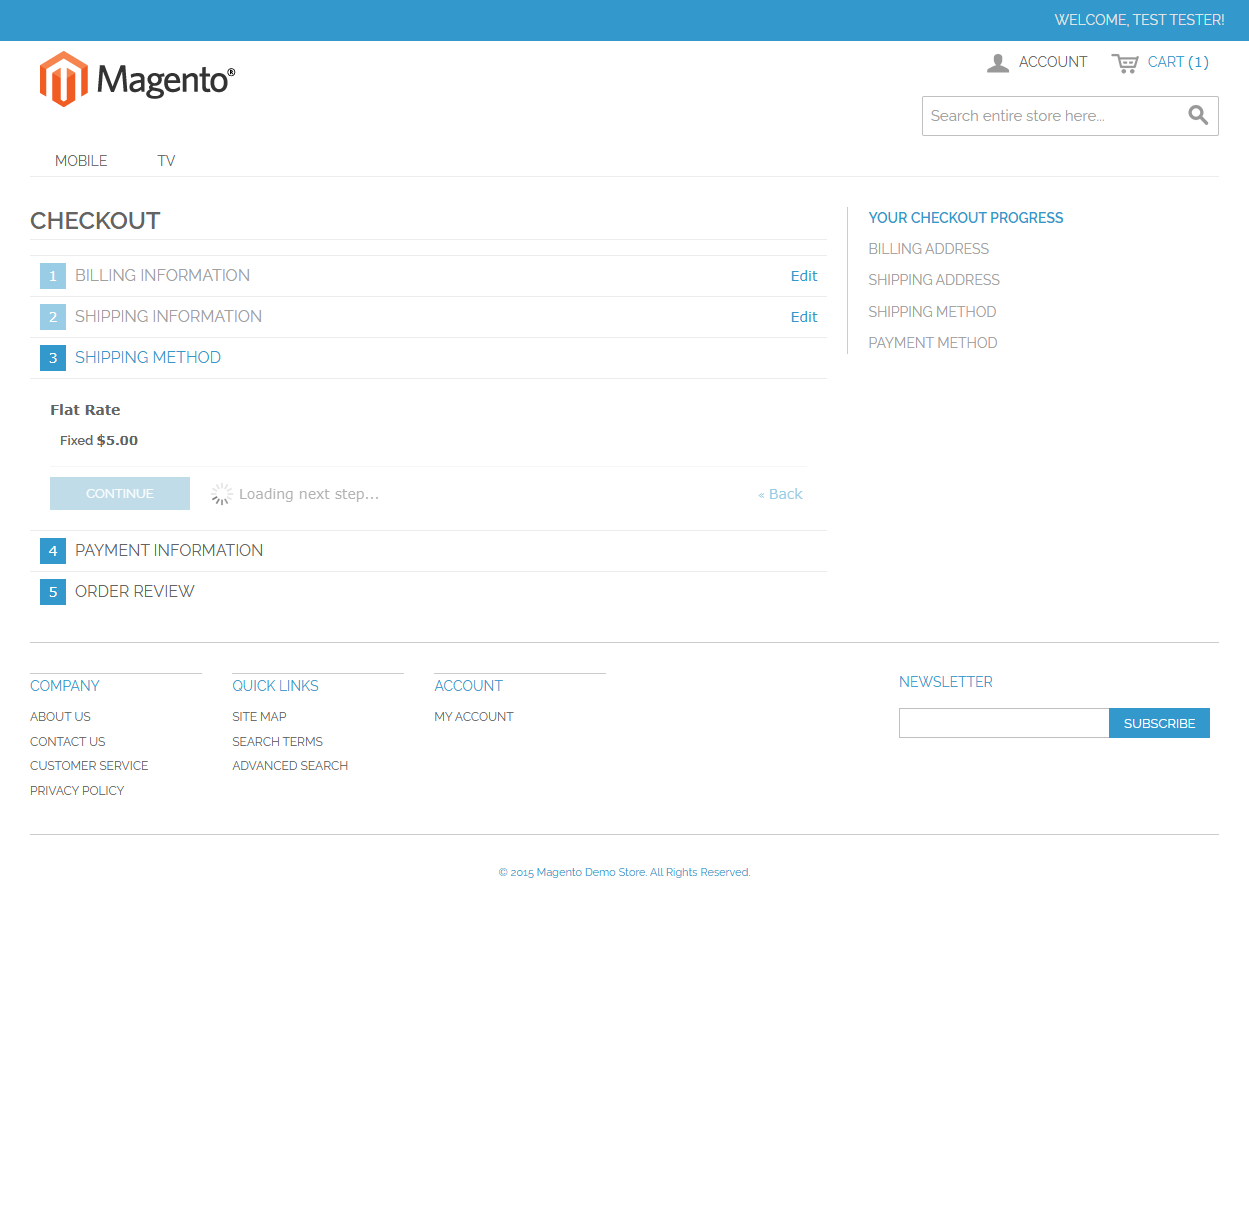 WELCOME, TEST TESTER!
Magento®
ACCOUNT
CART (1)
Search entire store here...
MOBILE
TV
CHECKOUT
1 BILLING INFORMATION Edit
2 SHIPPING INFORMATION Edit
3 SHIPPING METHOD
Flat Rate
Fixed $5.00
CONTINUE Loading next step... « Back
4 PAYMENT INFORMATION
5 ORDER REVIEW
YOUR CHECKOUT PROGRESS
BILLING ADDRESS
SHIPPING ADDRESS
SHIPPING METHOD
PAYMENT METHOD
COMPANY
ABOUT US
CONTACT US
CUSTOMER SERVICE
PRIVACY POLICY
QUICK LINKS
SITE MAP
SEARCH TERMS
ADVANCED SEARCH
ACCOUNT
MY ACCOUNT
NEWSLETTER
SUBSCRIBE
© 2015 Magento Demo Store. All Rights Reserved.